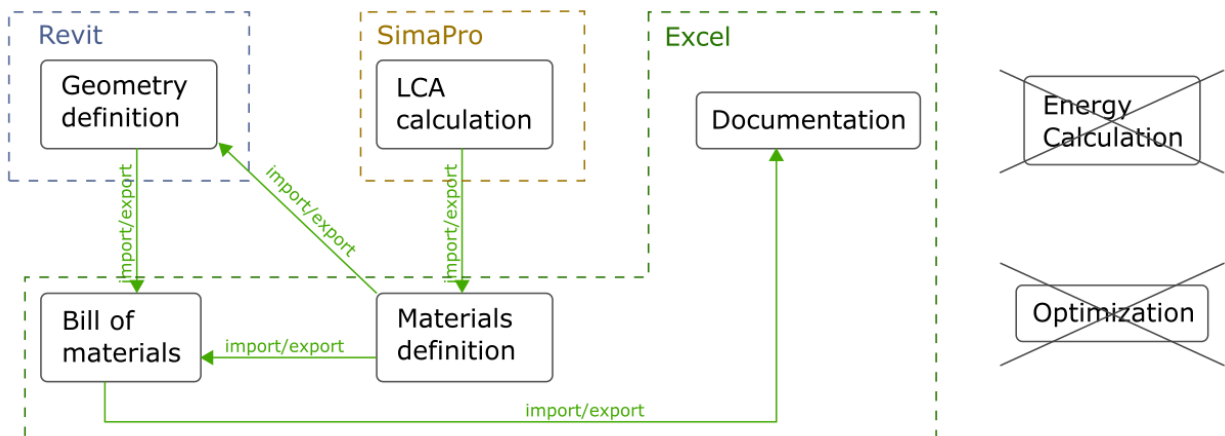 Revit
SimaPro
Excel
Geometry
definition
LCA
calculation
Documentation
Energy
Calculation
import/export
import/export
import/export
Bill of
materials
import/export
Materials
definition
Optimization
import/export